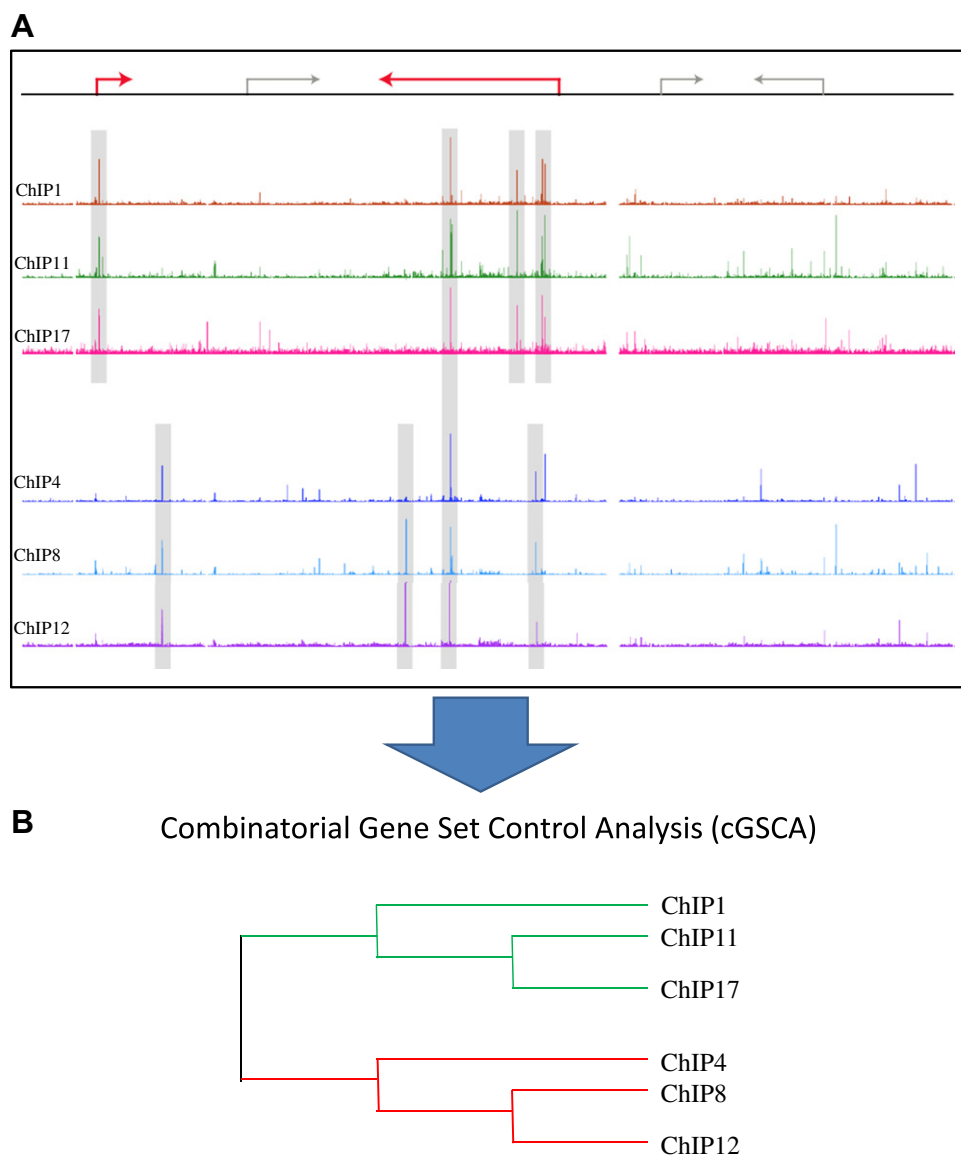 A
ChIP1
ChIP11
ChIP17
ChIP4
ChIP8
ChIP12
B
Combinatorial Gene Set Control Analysis (cGSCA)
ChIP1
ChIP11
ChIP17
ChIP4
ChIP8
ChIP12